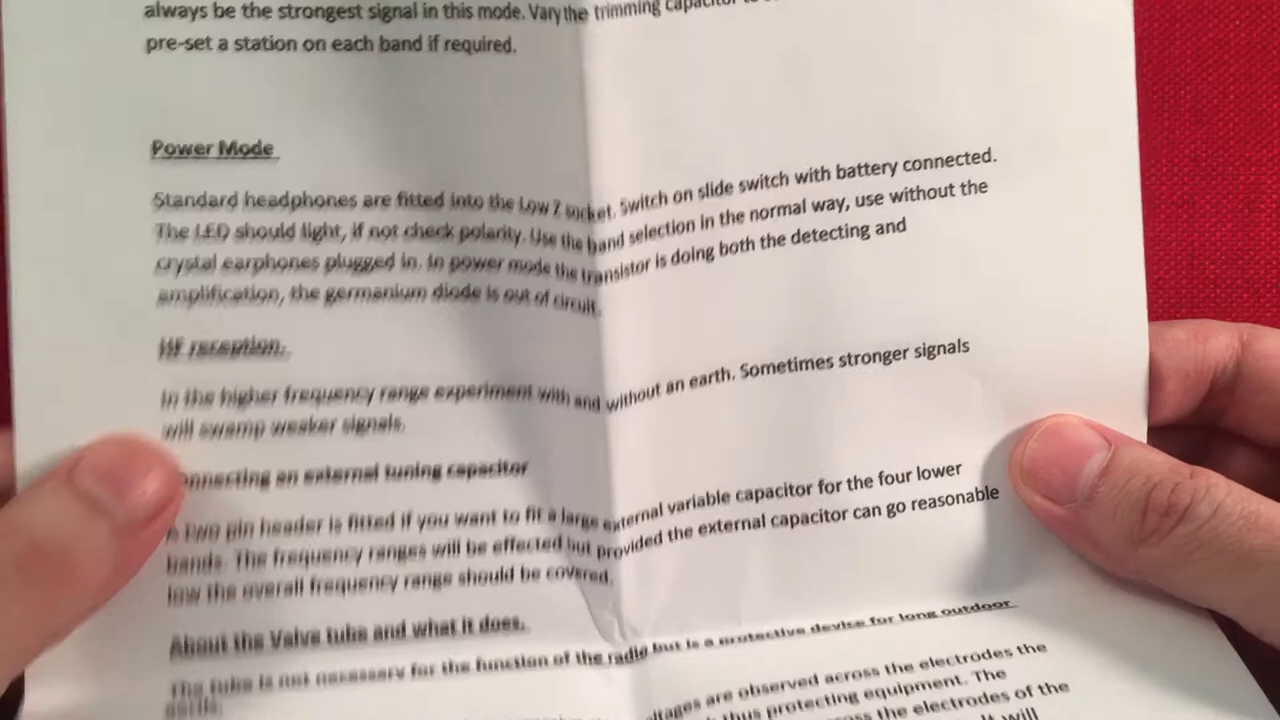 always be the strongest signal in this mode. Vary the trimming capacitor to
pre-set a station on each band if required.
Power Mode
Standard headphones are fitted into the Low Z socket. Switch on slide switch with battery connected.
The LED should light, if not check polarity. Use the band selection in the normal way, use without the
crystal earphones plugged in. In power mode the transistor is doing both the detecting and
amplification, the germanium diode is out of circuit.
HF reception.
In the higher frequency range experiment with and without an earth. Sometimes stronger signals
will swamp weaker signals.
onnecting an external tuning capacitor
A two pin header is fitted if you want to fit a large external variable capacitor for the four lower
bands. The frequency ranges will be effected but provided the external capacitor can go reasonable
low the overall frequency range should be covered.
About the Valve tube and what it does.
The tube is not necessary for the function of the radio but is a protective device for long outdoor
aerils.
ltages are observed across the electrodes the
thus protecting equipment. The
the electrodes of the
It will